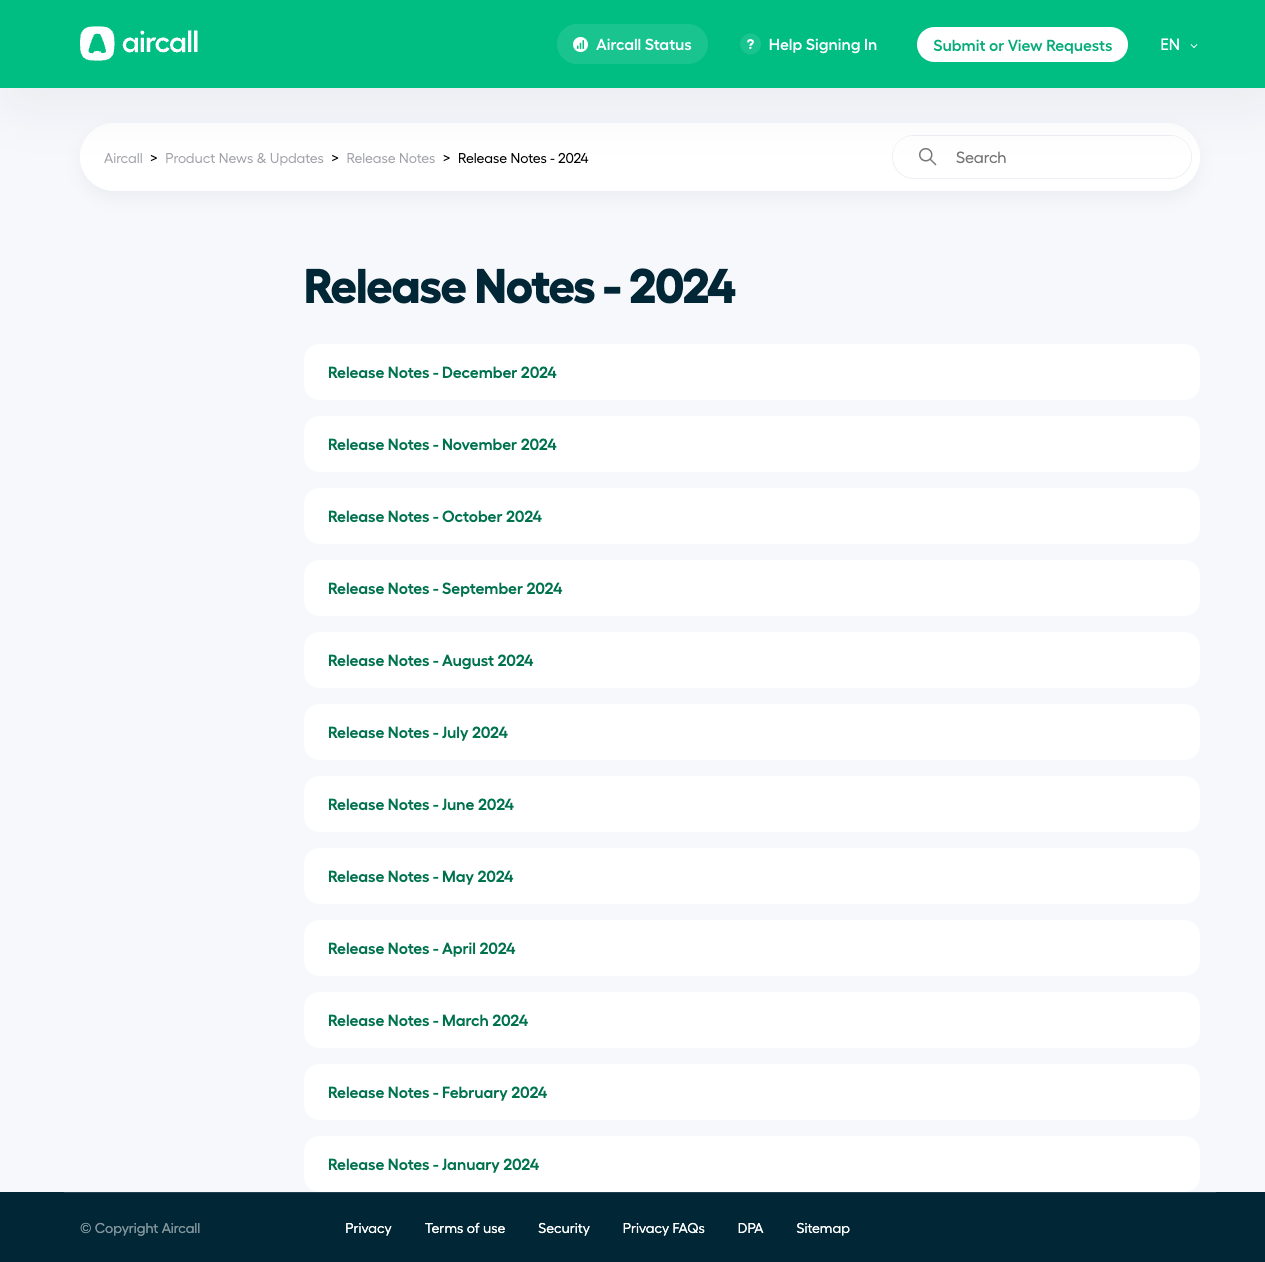 aircall
Aircall Status
? Help Signing In
Submit or View Requests
EN
Aircall > Product News & Updates > Release Notes > Release Notes - 2024
Search
Release Notes - 2024
Release Notes - December 2024
Release Notes - November 2024
Release Notes - October 2024
Release Notes - September 2024
Release Notes - August 2024
Release Notes - July 2024
Release Notes - June 2024
Release Notes - May 2024
Release Notes - April 2024
Release Notes - March 2024
Release Notes - February 2024
Release Notes - January 2024
© Copyright Aircall
Privacy
Terms of use
Security
Privacy FAQs
DPA
Sitemap